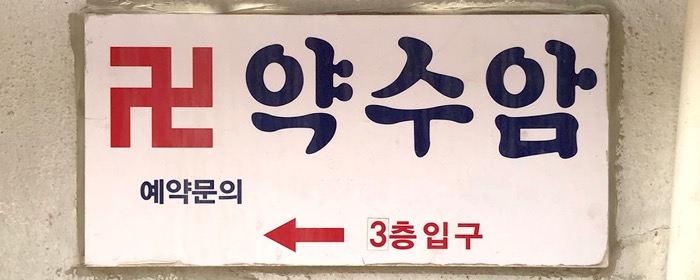 卍 약수암
예약문의
← 3층입구